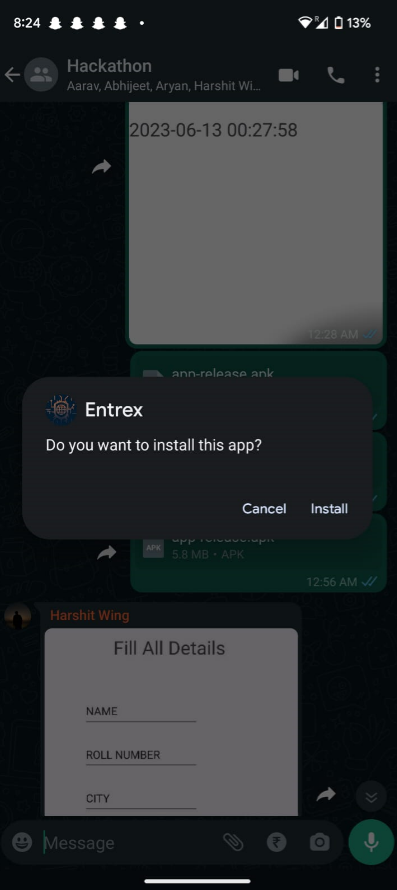 8:24
R
13%
Hackathon
Aarav, Abhijeet, Aryan, Harshit Wi...
2023-06-13 00:27:58
12:28 AM
app-release.apk
Entrex
Do you want to install this app?
Cancel Install
app-release.apk
APK
5.8 MB • APK
12:56 AM
Harshit Wing
Fill All Details
NAME
ROLL NUMBER
CITY
Message